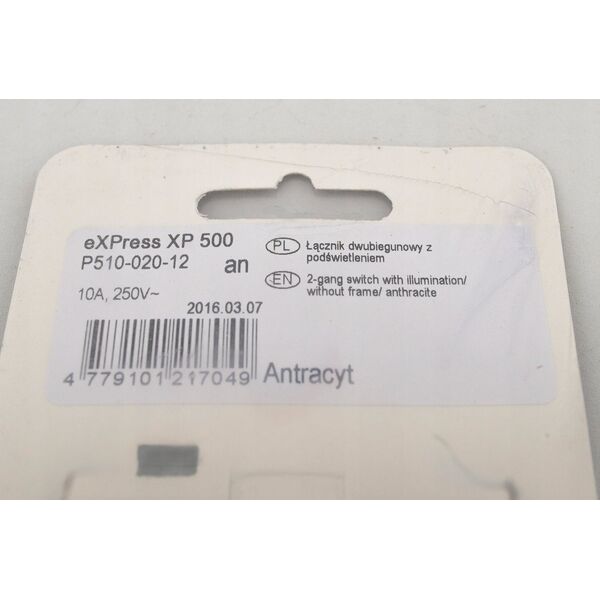 eXPress XP 500
P510-020-12 an
10A, 250V~
2016.03.07
4 779101 217049
Antracyt
PL Łącznik dwubiegunowy z
podświetleniem
EN 2-gang switch with illumination/
without frame/ anthracite